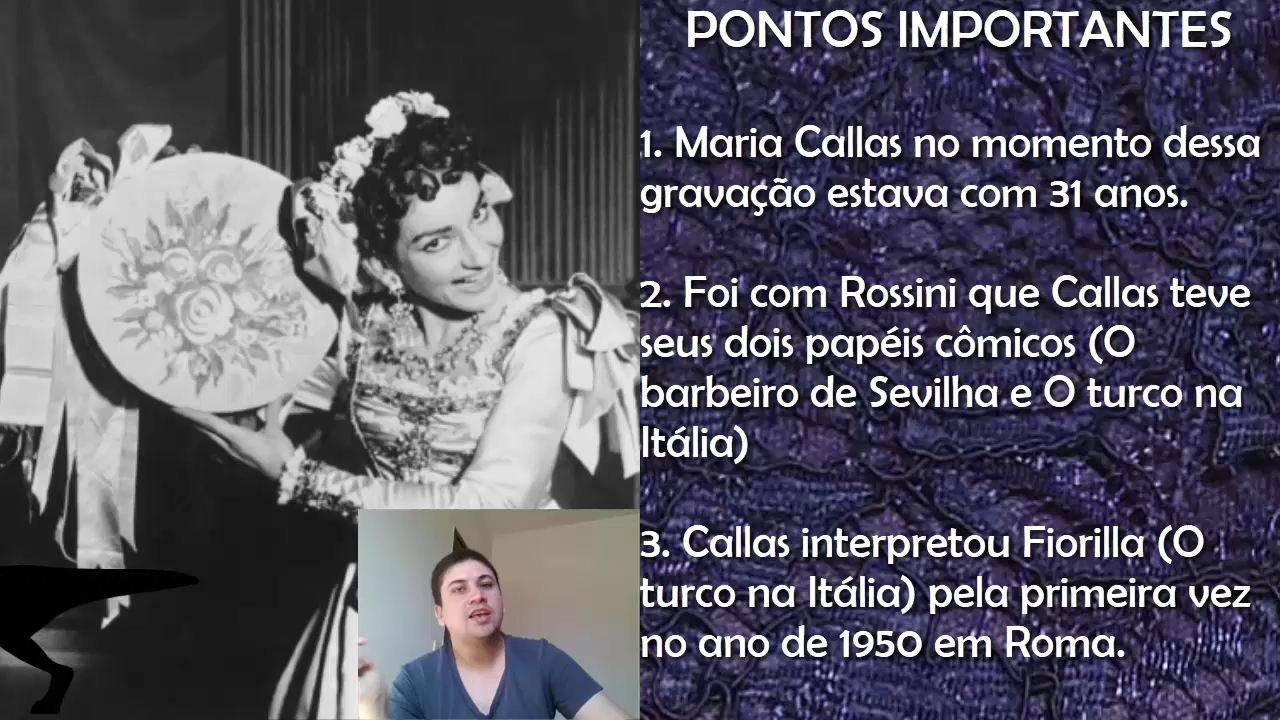 PONTOS IMPORTANTES
1. Maria Callas no momento dessa
gravação estava com 31 anos.
2. Foi com Rossini que Callas teve
seus dois papéis cômicos (O
barbeiro de Sevilha e O turco na
Itália)
3. Callas interpretou Fiorilla (O
turco na Itália) pela primeira vez
no ano de 1950 em Roma.